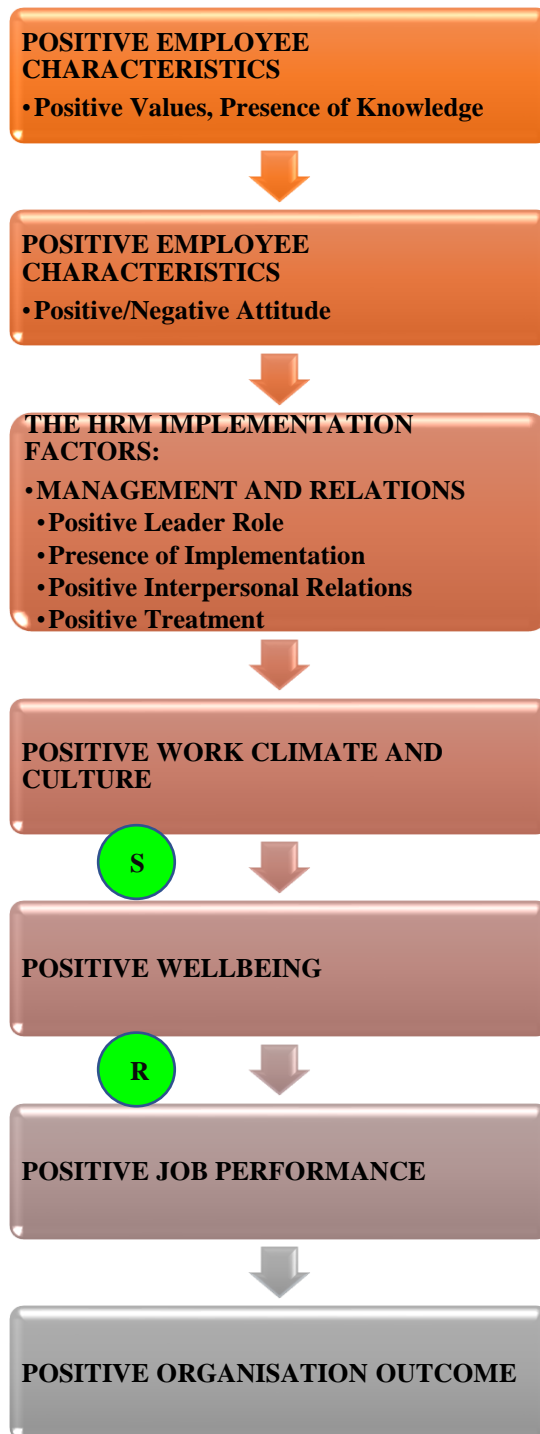 POSITIVE EMPLOYEE
CHARACTERISTICS
•Positive Values, Presence of Knowledge
POSITIVE EMPLOYEE
CHARACTERISTICS
•Positive/Negative Attitude
THE HRM IMPLEMENTATION
FACTORS:
•MANAGEMENT AND RELATIONS
•Positive Leader Role
•Presence of Implementation
•Positive Interpersonal Relations
•Positive Treatment
POSITIVE WORK CLIMATE AND
CULTURE
S
POSITIVE WELLBEING
R
POSITIVE JOB PERFORMANCE
POSITIVE ORGANISATION OUTCOME